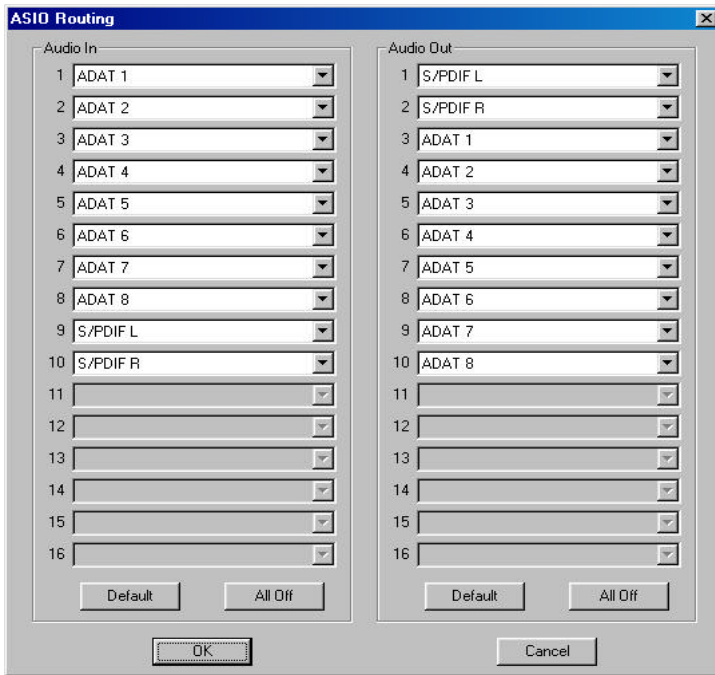 ASIO Routing
Audio In
1 ADAT 1
2 ADAT 2
3 ADAT 3
4 ADAT 4
5 ADAT 5
6 ADAT 6
7 ADAT 7
8 ADAT 8
9 S/PDIF L
10 S/PDIF R
11
12
13
14
15
16
Default All Off
Audio Out
1 S/PDIF L
2 S/PDIF R
3 ADAT 1
4 ADAT 2
5 ADAT 3
6 ADAT 4
7 ADAT 5
8 ADAT 6
9 ADAT 7
10 ADAT 8
11
12
13
14
15
16
Default All Off
OK Cancel